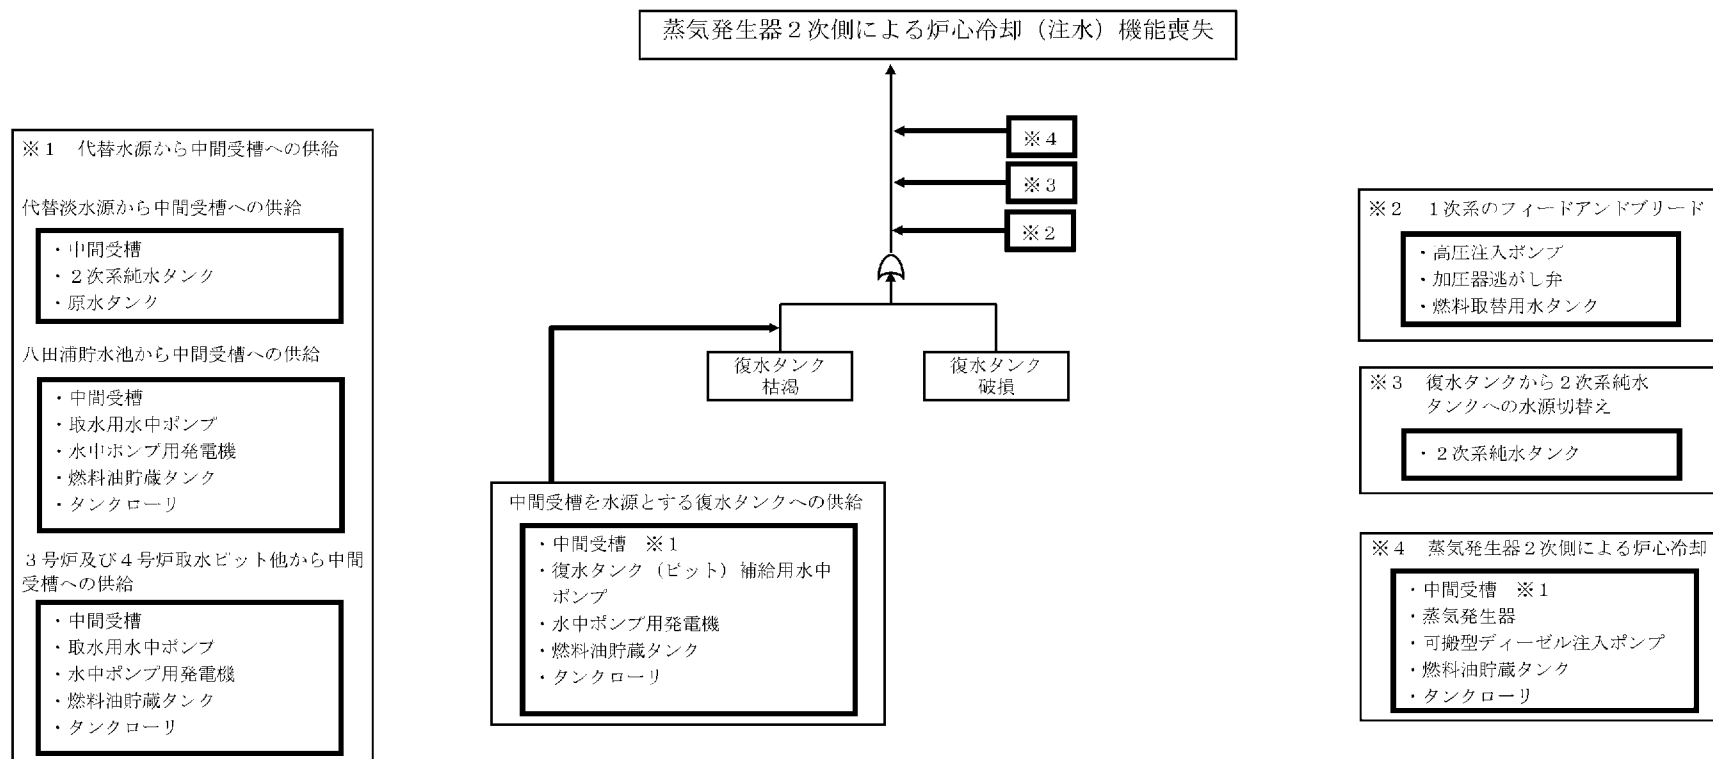 蒸気発生器２次側による炉心冷却（注水）機能喪失
※４
※３
※２
復水タンク
枯渇
復水タンク
破損
※１　代替水源から中間受槽への供給
代替淡水源から中間受槽への供給
・中間受槽
・２次系純水タンク
・原水タンク
八田浦貯水池から中間受槽への供給
・中間受槽
・取水用水中ポンプ
・水中ポンプ用発電機
・燃料油貯蔵タンク
・タンクローリ
３号炉及び４号炉取水ピット他から中間
受槽への供給
・中間受槽
・取水用水中ポンプ
・水中ポンプ用発電機
・燃料油貯蔵タンク
・タンクローリ
中間受槽を水源とする復水タンクへの供給
・中間受槽　※１
・復水タンク（ピット）補給用水中
ポンプ
・水中ポンプ用発電機
・燃料油貯蔵タンク
・タンクローリ
※２　１次系のフィードアンドブリード
・高圧注入ポンプ
・加圧器逃がし弁
・燃料取替用水タンク
※３　復水タンクから２次系純水
タンクへの水源切替え
・２次系純水タンク
※４　蒸気発生器２次側による炉心冷却
・中間受槽　※１
・蒸気発生器
・可搬型ディーゼル注入ポンプ
・燃料油貯蔵タンク
・タンクローリ